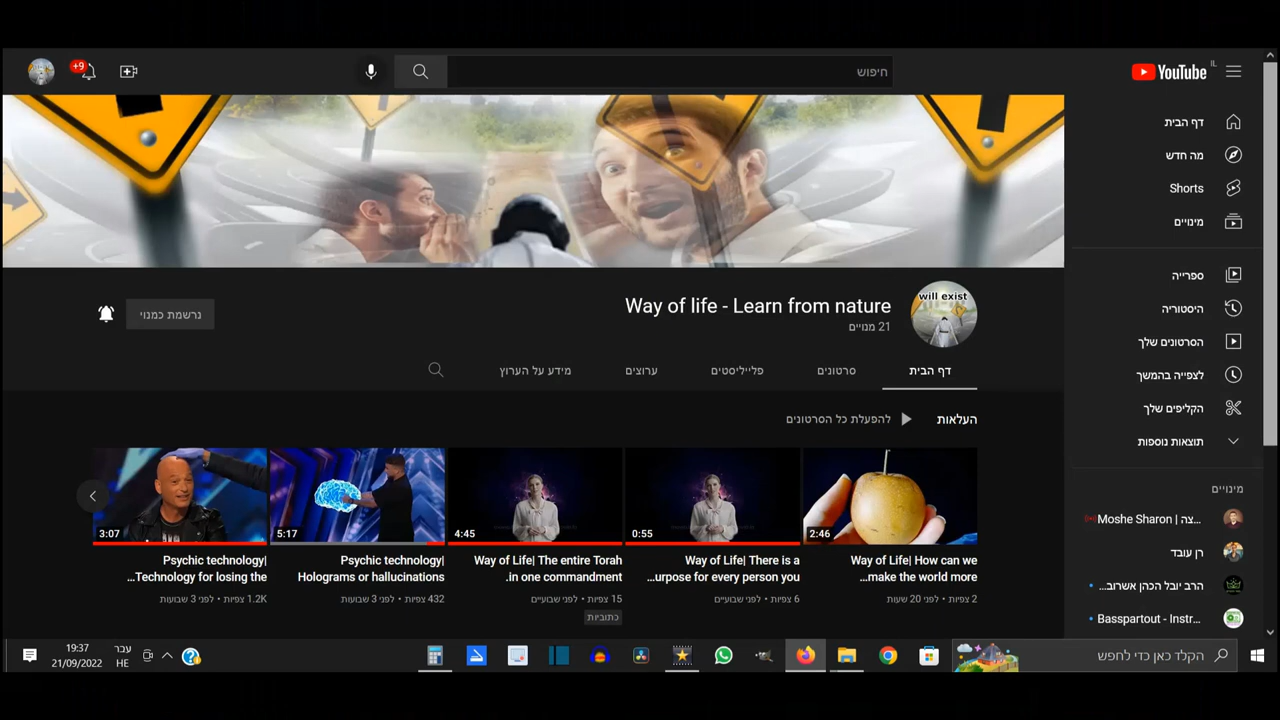 YouTube IL
חיפוש
+9
דף הבית
מה חדש
Shorts
מינויים
ספרייה
היסטוריה
הסרטונים שלך
לצפייה בהמשך
הקליפים שלך
תוצאות נוספות
מינויים
Moshe Sharon | צה...
רן עובד
הרב יובל הכהן אשרוב...
Basspartout - Instr...
will exist
Way of life - Learn from nature
21 מנויים
נרשמת כמנוי
דף הבית
סרטונים
פלייליסטים
ערוצים
מידע על הערוץ
העלאות
להפעלת כל הסרטונים
2:46
Way of Life| How can we
make the world more...
2 צפיות • לפני 20 שעות
0:55
Way of Life| There is a
urpose for every person you...
6 צפיות • לפני שבועיים
4:45
Way of Life| The entire Torah
in one commandment.
15 צפיות • לפני שבועיים
כתוביות
5:17
Psychic technology|
Holograms or hallucinations
432 צפיות • לפני 3 שבועות
3:07
Psychic technology|
Technology for losing the...
1.2K צפיות • לפני 3 שבועות
הקלד כאן כדי לחפש
עבר
HE
19:37
21/09/2022